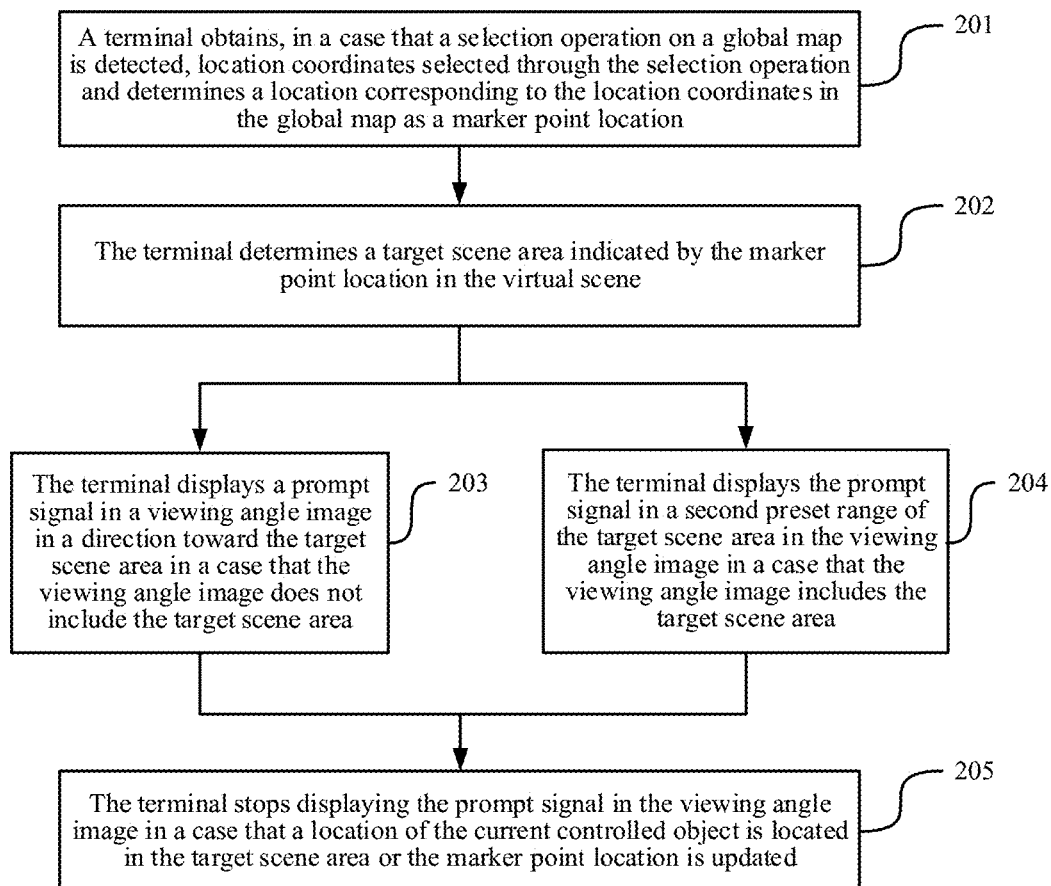 A terminal obtains, in a case that a selection operation on a global map
is detected, location coordinates selected through the selection operation
and determines a location corresponding to the location coordinates in
the global map as a marker point location
201
The terminal determines a target scene area indicated by the marker
point location in the virtual scene
202
The terminal displays a prompt
signal in a viewing angle image
in a direction toward the target
scene area in a case that the
viewing angle image does not
include the target scene area
203
The terminal displays the prompt
signal in a second preset range of
the target scene area in the viewing
angle image in a case that the
viewing angle image includes the
target scene area
204
The terminal stops displaying the prompt signal in the viewing angle
image in a case that a location of the current controlled object is located
in the target scene area or the marker point location is updated
205